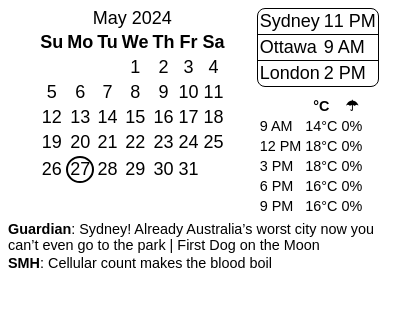 May 2024
Su Mo Tu We Th Fr Sa
1 2 3 4
5 6 7 8 9 10 11
12 13 14 15 16 17 18
19 20 21 22 23 24 25
26 27 28 29 30 31
Sydney 11 PM
Ottawa 9 AM
London 2 PM
°C ☂
9 AM 14°C 0%
12 PM 18°C 0%
3 PM 18°C 0%
6 PM 16°C 0%
9 PM 16°C 0%
Guardian: Sydney! Already Australia’s worst city now you
can’t even go to the park | First Dog on the Moon
SMH: Cellular count makes the blood boil